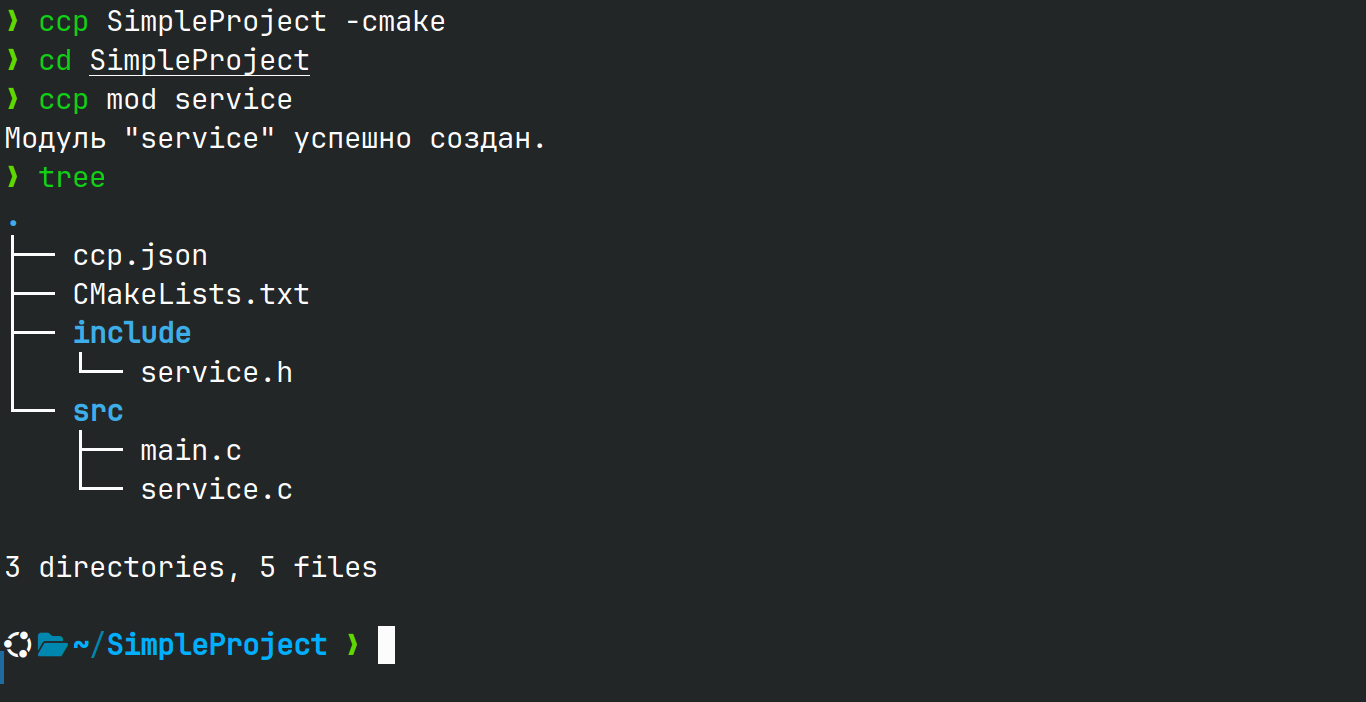 ❯ ccp SimpleProject -cmake
❯ cd SimpleProject
❯ ccp mod service
Модуль "service" успешно создан.
❯ tree
.
├── ccp.json
├── CMakeLists.txt
├── include
│   └── service.h
└── src
    ├── main.c
    └── service.c
3 directories, 5 files
~/SimpleProject ❯